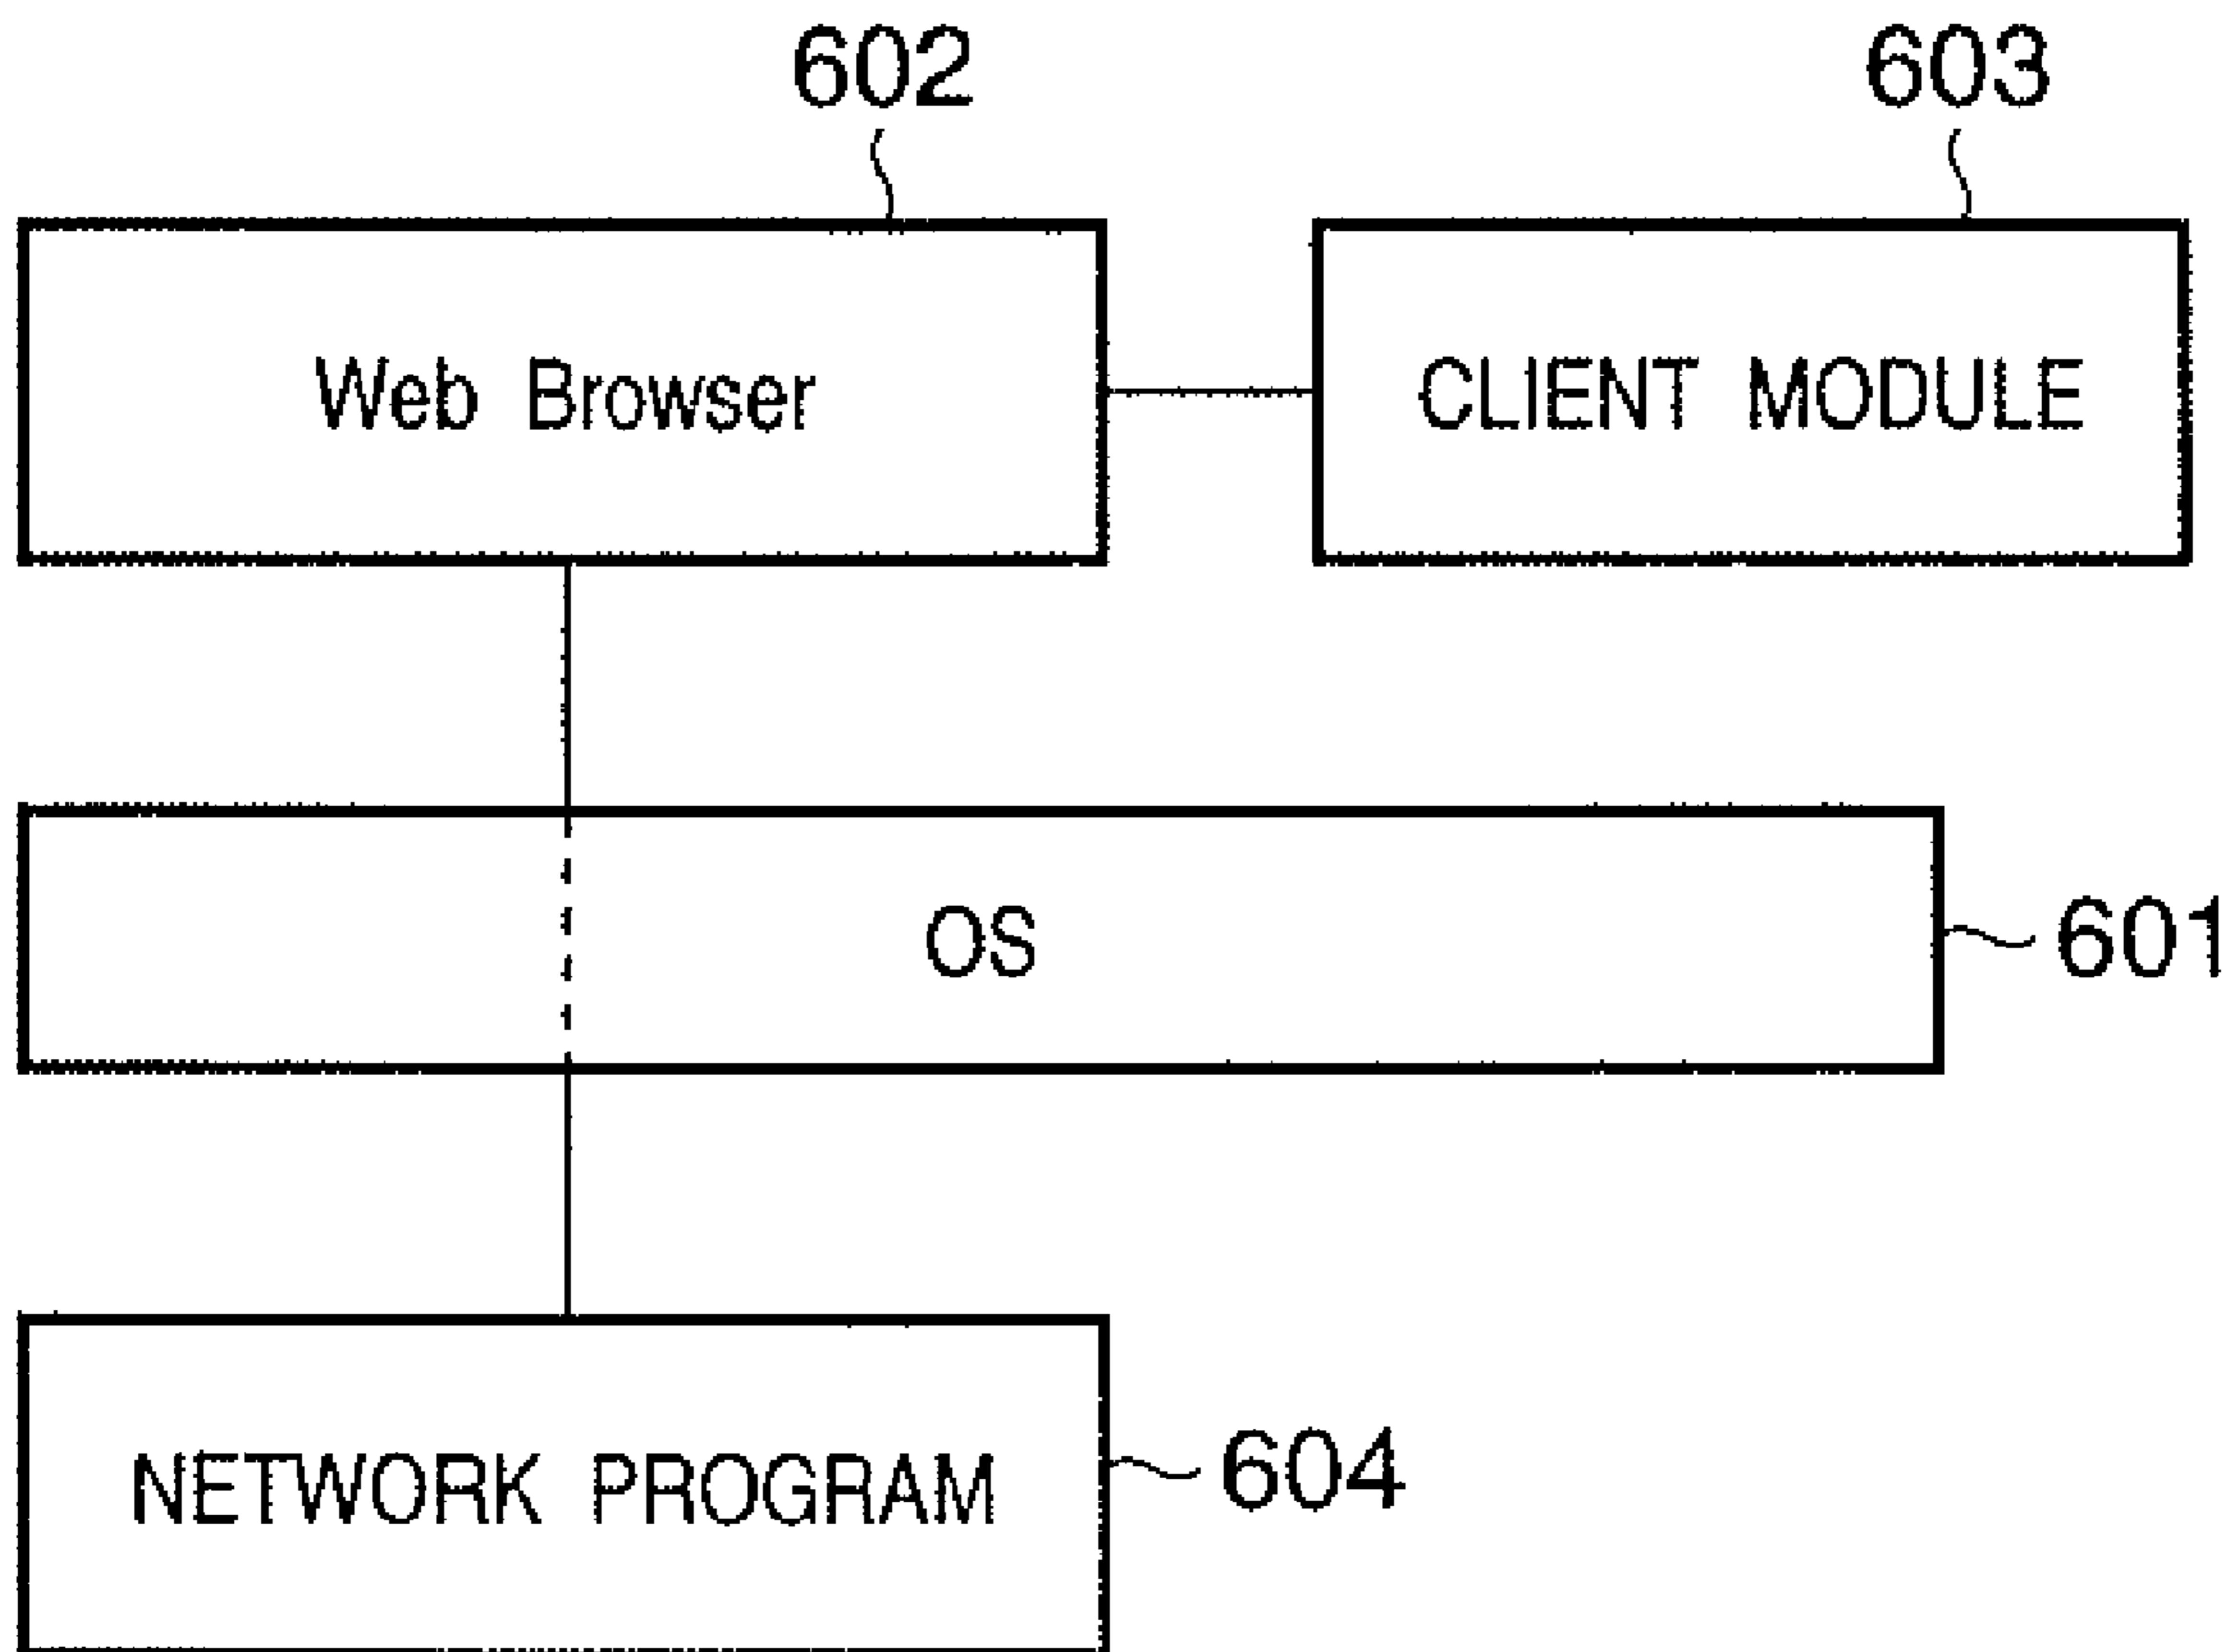 602
603
Web Browser
CLIENT MODULE
OS
601
NETWORK PROGRAM
604